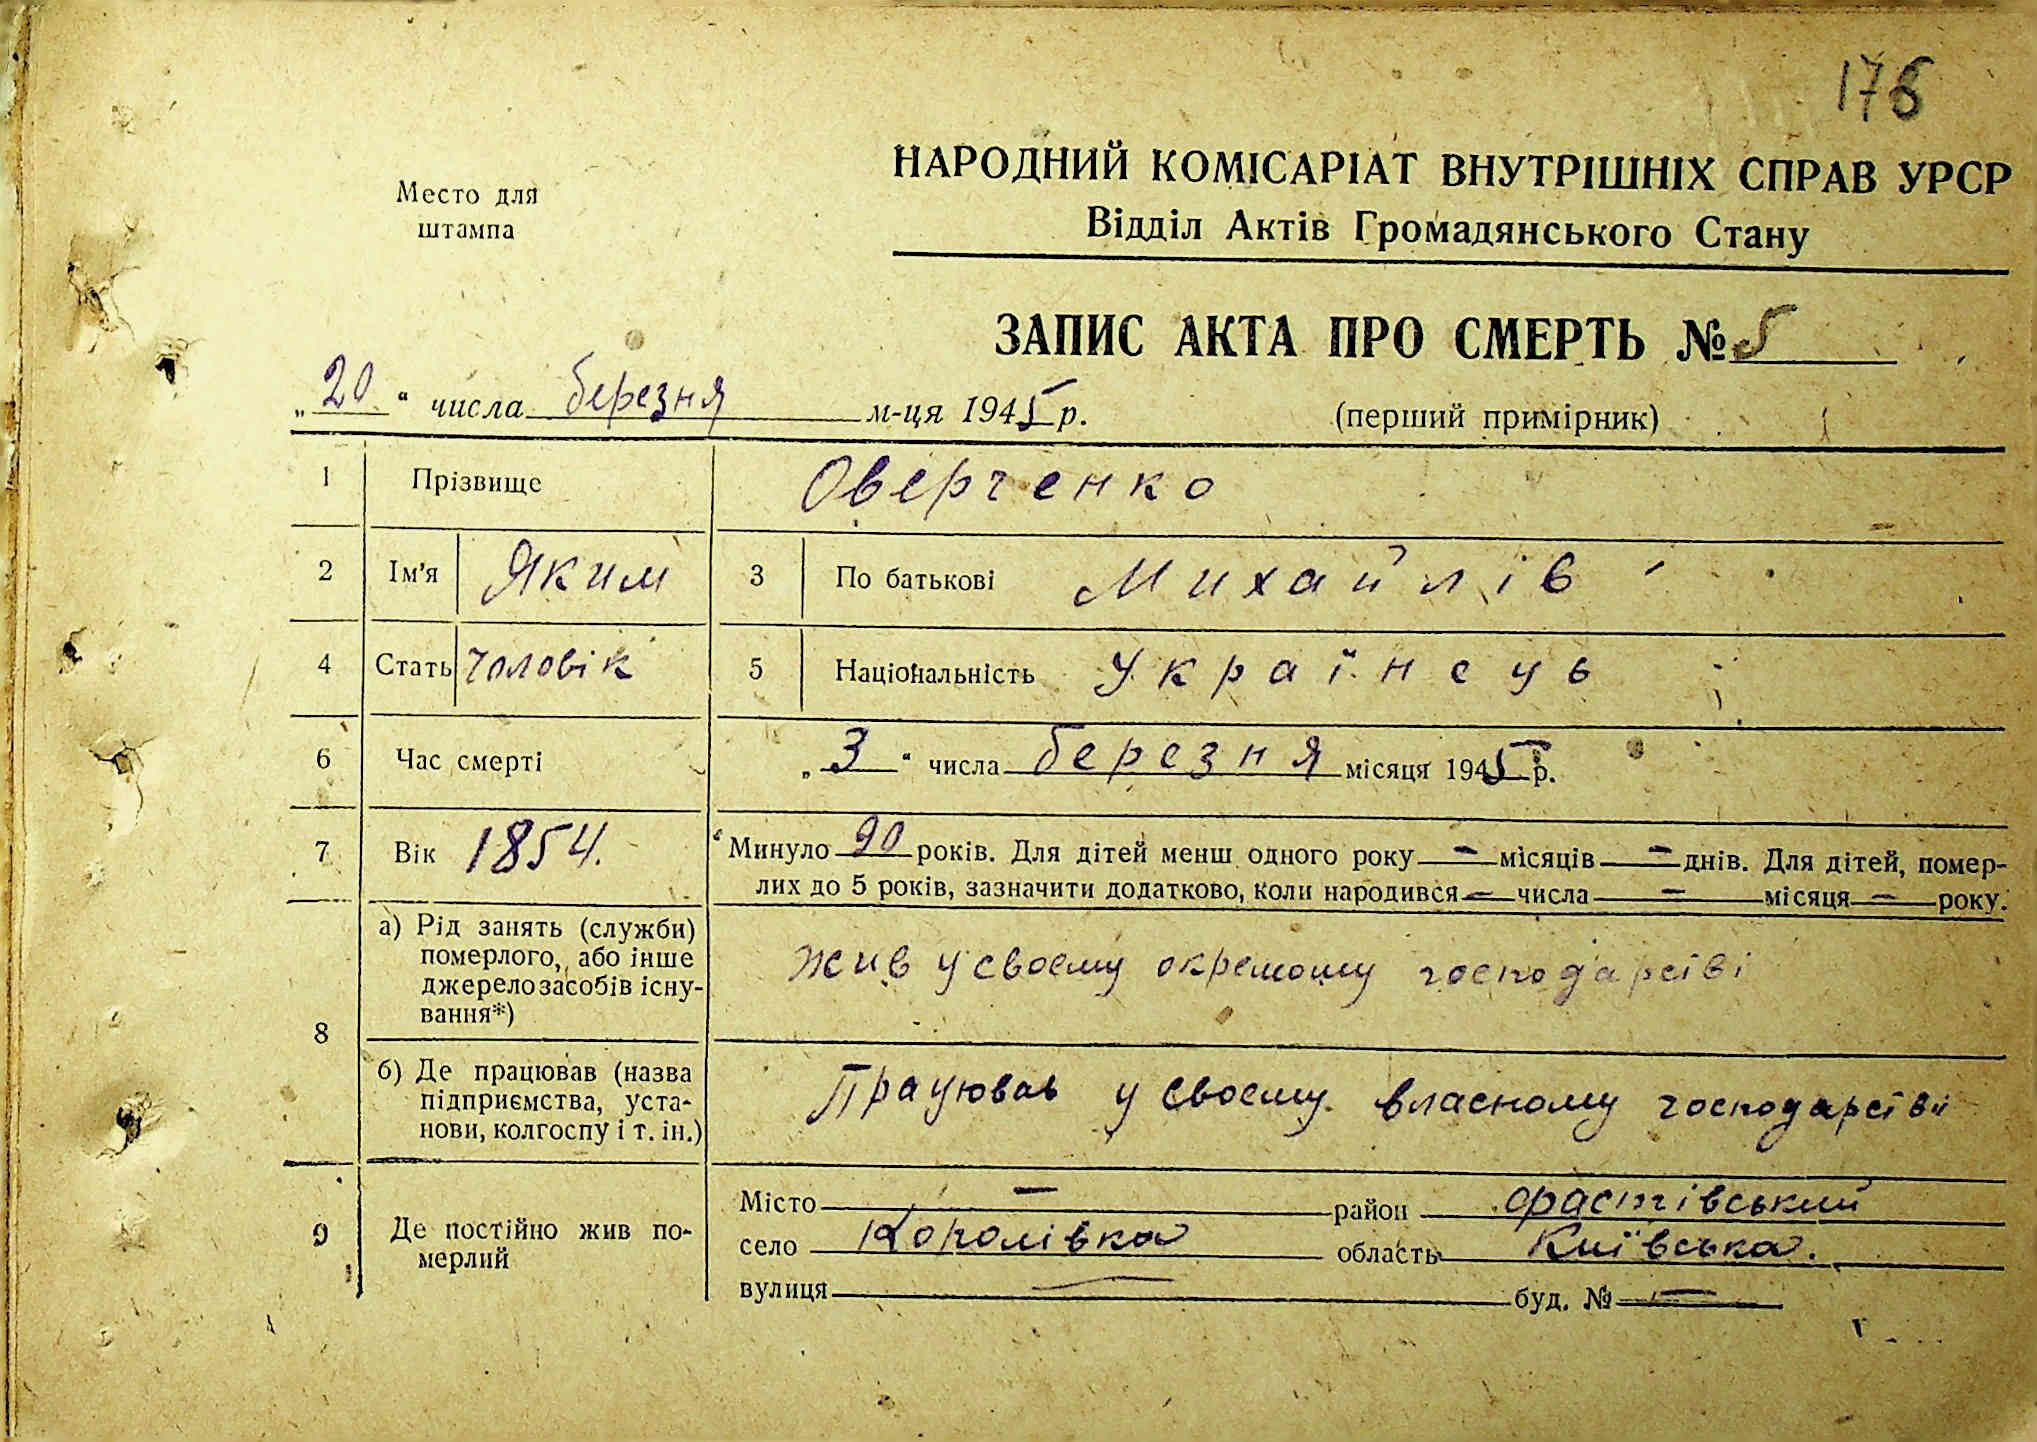 176
Место для
штампа
НАРОДНИЙ КОМІСАРІАТ ВНУТРІШНІХ СПРАВ УРСР
Відділ Актів Громадянського Стану
ЗАПИС АКТА ПРО СМЕРТЬ № 5
„20“ числа березня м-ця 1945 р.
(перший примірник)
1 Прізвище Оверченко
2 Ім'я Яким 3 По батькові Михайлів
4 Стать чоловік 5 Національність Українець
6 Час смерті „3“ числа березня місяця 1945 р.
7 Вік 1854. Минуло 90 років. Для дітей менш одного року — місяців — днів. Для дітей, помер-
лих до 5 років, зазначити додатково, коли народився — числа — місяця — року.
8 а) Рід занять (служби)
померлого, або інше
джерело засобів існу-
вання*)
Жив у своєму окремому господарстві
б) Де працював (назва
підприємства, уста-
нови, колгоспу і т. ін.)
Працював у своєму власному господарстві
9 Де постійно жив по-
мерлий
Місто — район фастівський
село Королівка область Київська.
вулиця — буд. № —